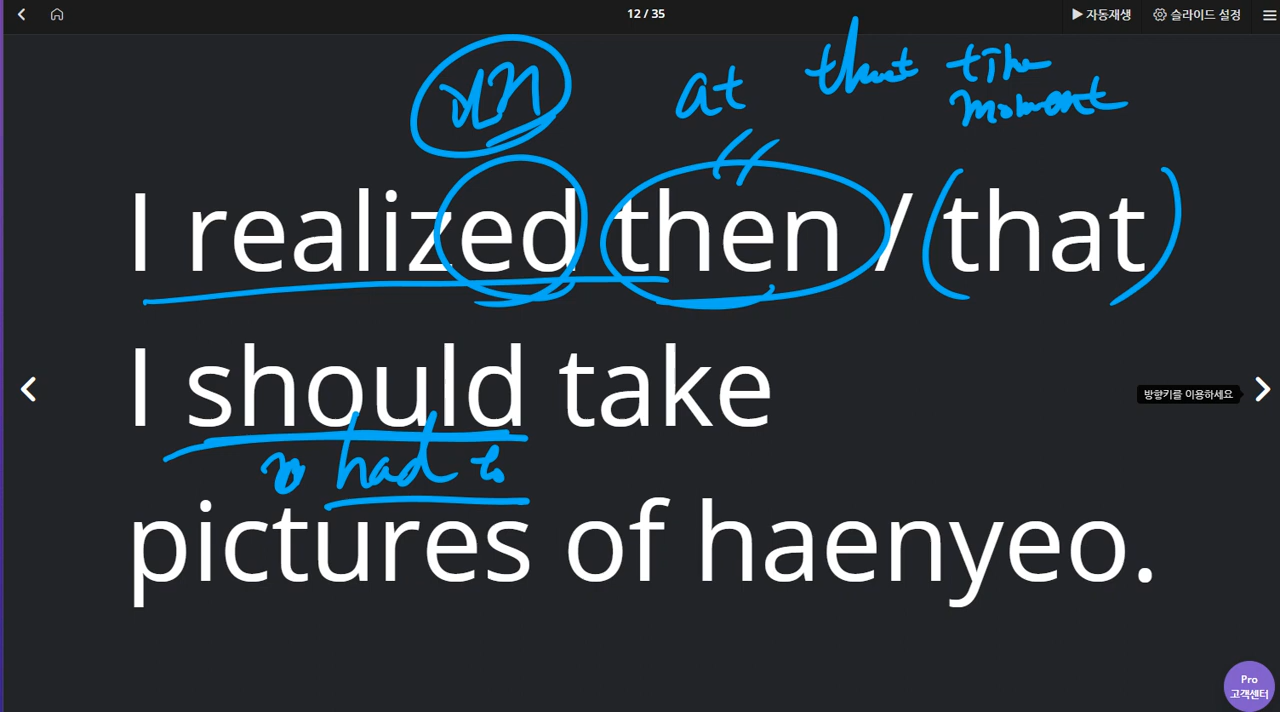 12 / 35
▶ 자동재생 슬라이드 설정
at that time
moment
I realized then / (that)
I should take
방향키를 이용하세요
had to
pictures of haenyeo.
Pro
고객센터